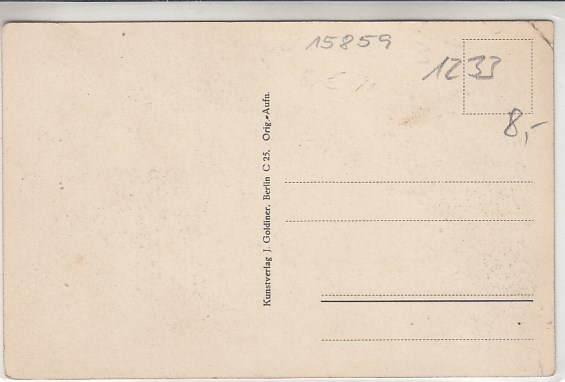 15859
1233
8,-
Kunstverlag J. Goldiner, Berlin C 25, Orig.-Aufn.